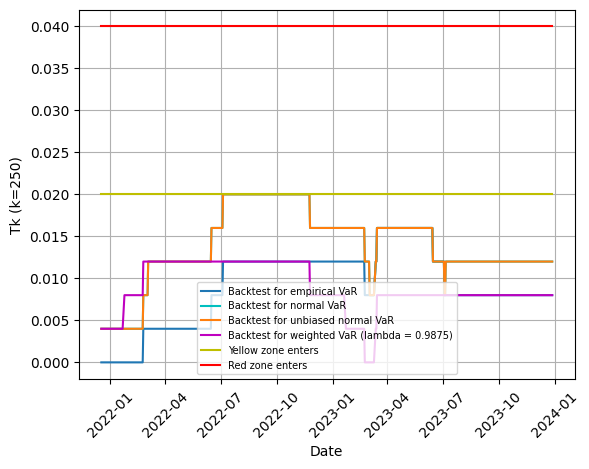 0.040
0.035
0.030
0.025
0.020
0.015
0.010
0.005
0.000
Tk (k=250)
Backtest for empirical VaR
Backtest for normal VaR
Backtest for unbiased normal VaR
Backtest for weighted VaR (lambda = 0.9875)
Yellow zone enters
Red zone enters
2022-01
2022-04
2022-07
2022-10
2023-01
2023-04
2023-07
2023-10
2024-01
Date